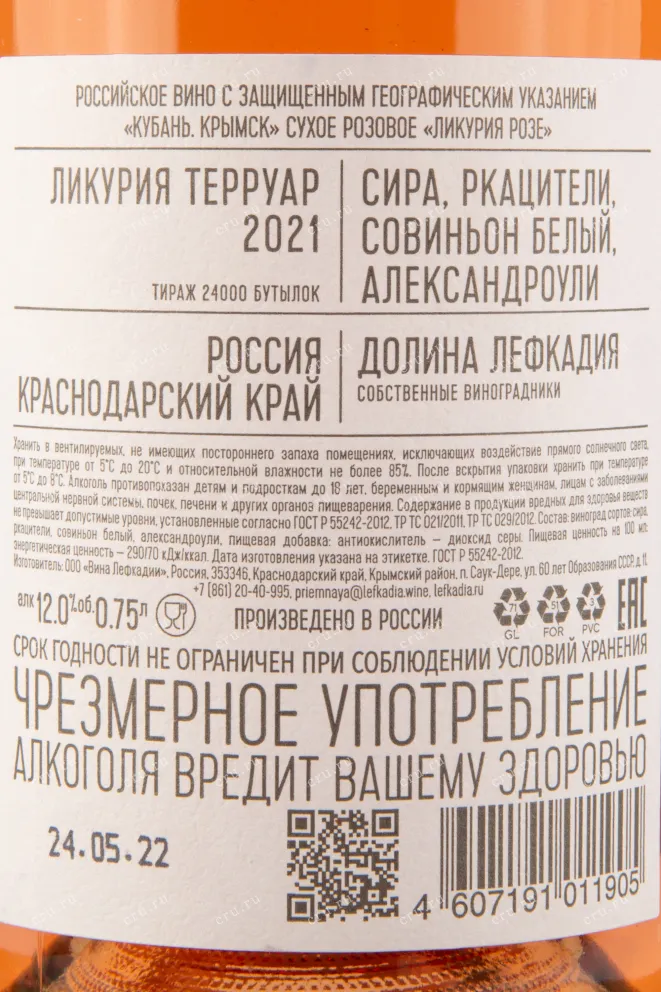 РОССИЙСКОЕ ВИНО С ЗАЩИЩЕННЫМ ГЕОГРАФИЧЕСКИМ УКАЗАНИЕМ
«КУБАНЬ. КРЫМСК» СУХОЕ РОЗОВОЕ «ЛИКУРИЯ РОЗЕ»
ЛИКУРИЯ ТЕРРУАР
2021
ТИРАЖ 24000 БУТЫЛОК
СИРА, РКАЦИТЕЛИ,
СОВИНЬОН БЕЛЫЙ,
АЛЕКСАНДРОУЛИ
РОССИЯ
КРАСНОДАРСКИЙ КРАЙ
ДОЛИНА ЛЕФКАДИЯ
СОБСТВЕННЫЕ ВИНОГРАДНИКИ
Хранить в вентилируемых, не имеющих постороннего запаха помещениях, исключающих воздействие прямого солнечного света,
при температуре от 5°С до 20°С и относительной влажности не более 85%. После вскрытия упаковки хранить при температуре
от 5°С до 8°С. Алкоголь противопоказан детям и подросткам до 18 лет, беременным и кормящим женщинам, лицам с заболеваниями
центральной нервной системы, почек, печени и других органов пищеварения. Содержание в продукции вредных для здоровья веществ
не превышает допустимые уровни, установленные согласно ГОСТ Р 55242-2012, ТР ТС 021/2011, ТР ТС 029/2012. Состав: виноград сортов: сира,
ркацители, совиньон белый, александроули, пищевая добавка: антиокислитель – диоксид серы. Пищевая ценность на 100 мл:
Энергетическая ценность – 290/70 кДж/ккал. Дата изготовления указана на этикетке. ГОСТ Р 55242-2012.
Изготовитель: ООО «Вина Лефкадии», Россия, 353346, Краснодарский край, Крымский район, п. Саук-Дере, ул. 60 лет Образования СССР, д. 11,
+7 (861) 20-40-995, priemnaya@lefkadia.wine, lefkadia.ru
алк 12.0% об. 0.75л
ПРОИЗВЕДЕНО В РОССИИ
71 GL
51 FOR
3 PVC
EAC
СРОК ГОДНОСТИ НЕ ОГРАНИЧЕН ПРИ СОБЛЮДЕНИИ УСЛОВИЙ ХРАНЕНИЯ
ЧРЕЗМЕРНОЕ УПОТРЕБЛЕНИЕ
АЛКОГОЛЯ ВРЕДИТ ВАШЕМУ ЗДОРОВЬЮ
24.05.22
4 607191 011905